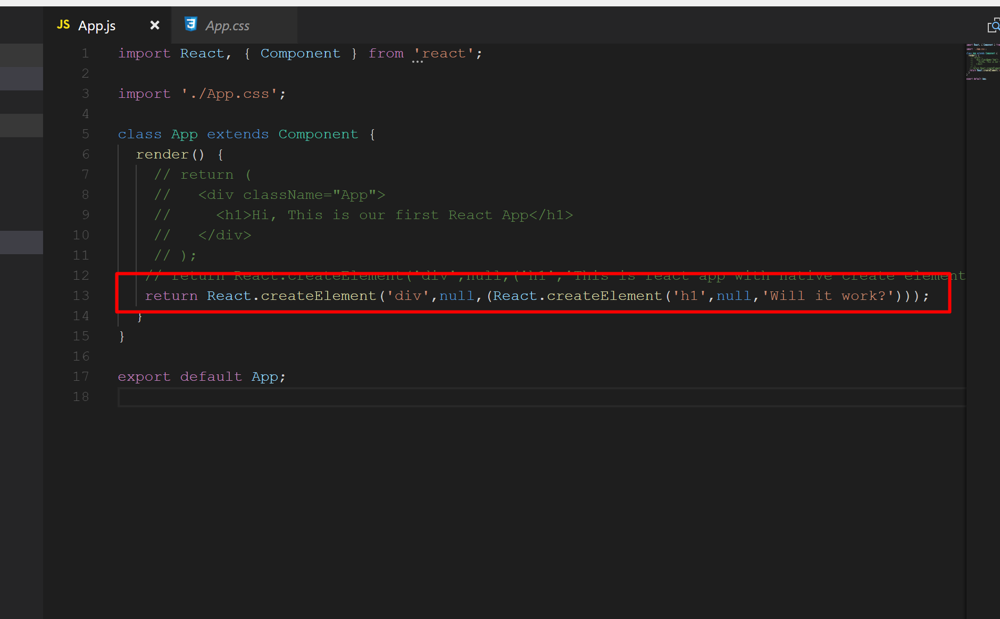 JS App.js × App.css
1 import React, { Component } from 'react';
2
3 import './App.css';
4
5 class App extends Component {
6   render() {
7     // return (
8     //   <div className="App">
9     //     <h1>Hi, This is our first React App</h1>
10     //   </div>
11     // );
12    // return React.createElement('div',null,('h1','This is react app with native create element
13    return React.createElement('div',null,(React.createElement('h1',null,'Will it work?')));
14   }
15 }
16
17 export default App;
18